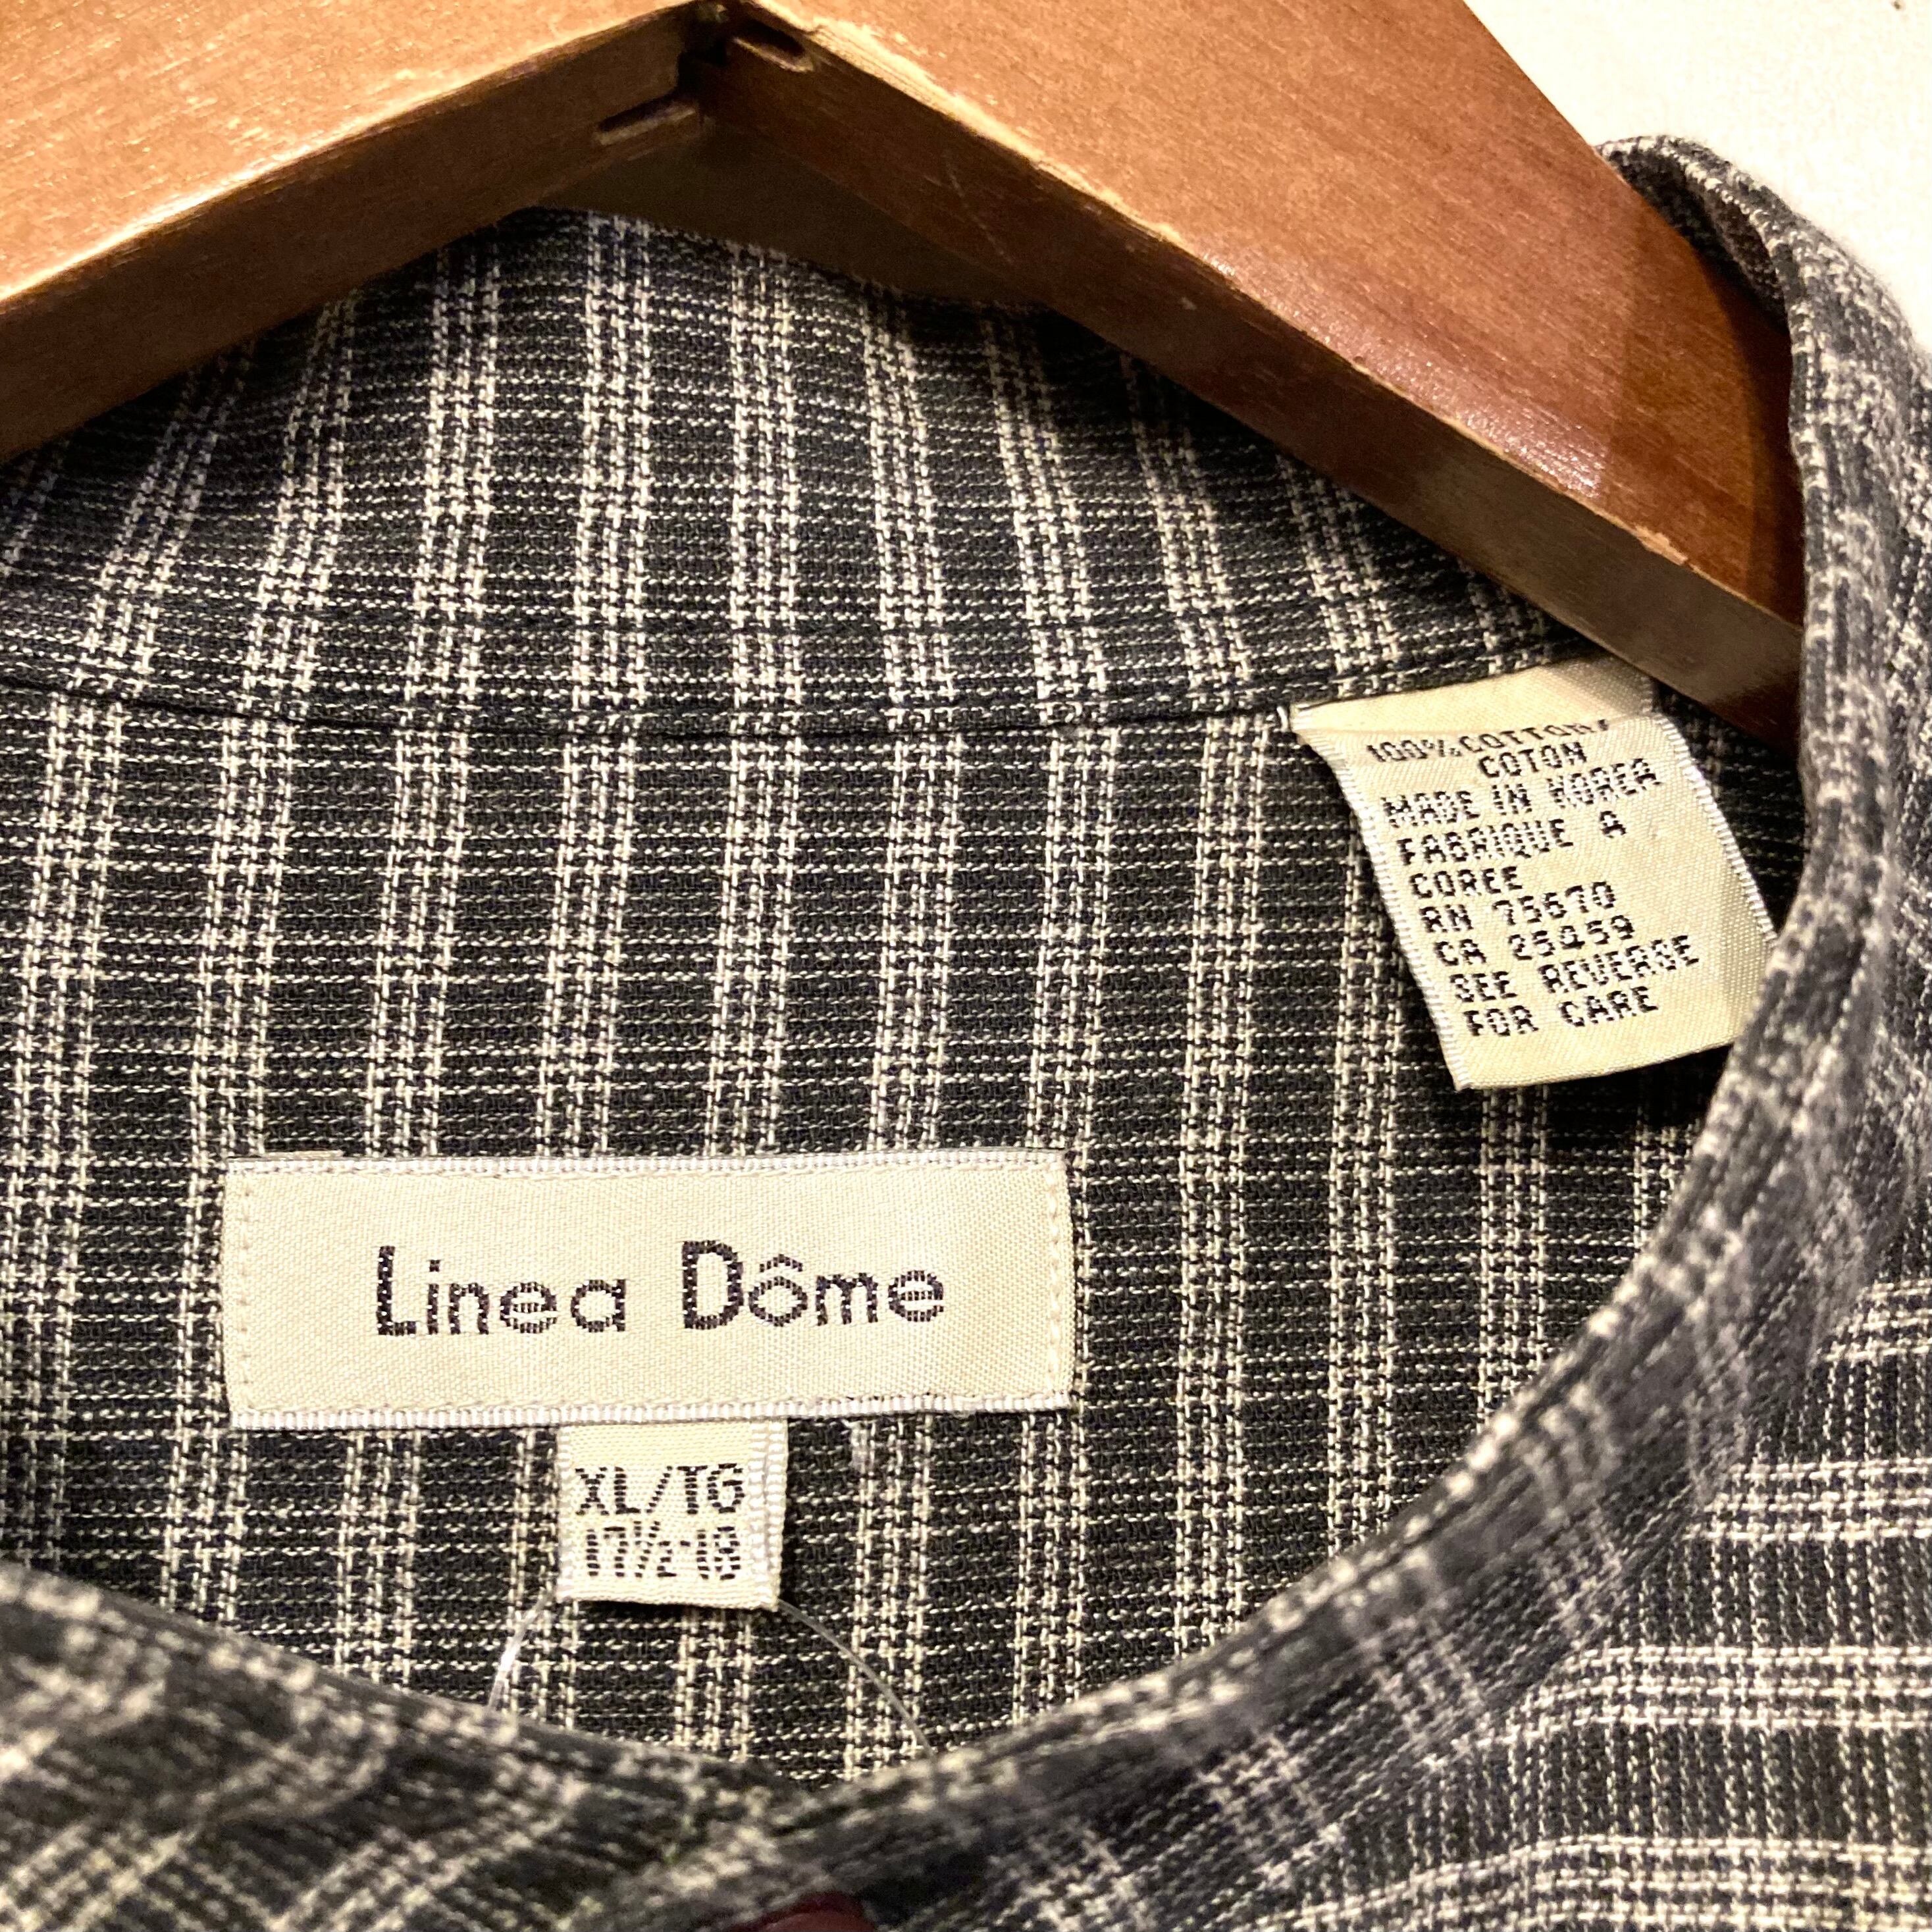 100% COTTON/
COTON
MADE IN KOREA
FABRIQUE A
COREE
RN 75670
CA 25459
SEE REVERSE
FOR CARE
Linea Dôme
XL/TG
17½-18